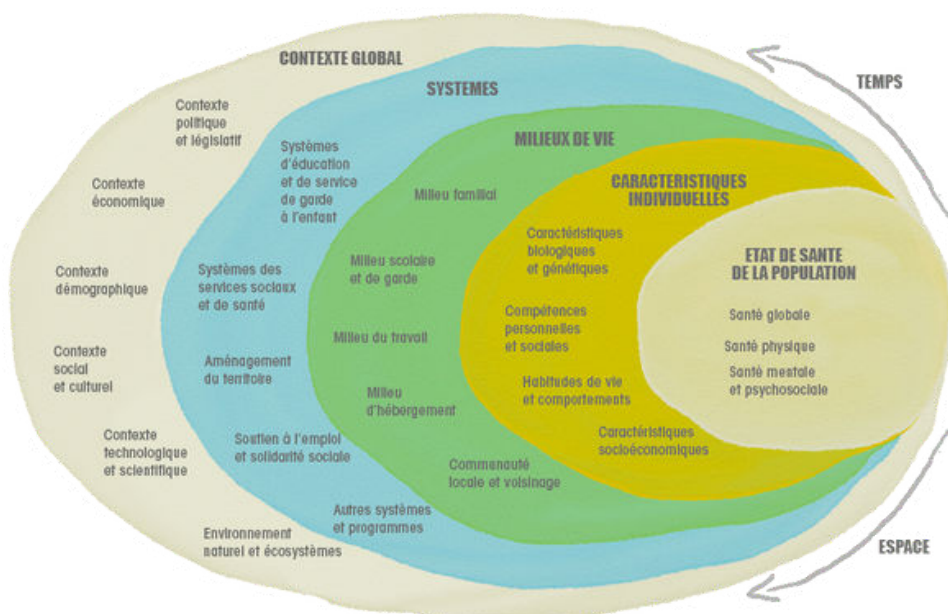 CONTEXTE GLOBAL
Contexte
politique
et législatif
Contexte
économique
Contexte
démographique
Contexte
social
et culturel
Contexte
technologique
et scientifique
Environnement
naturel et écosystèmes
SYSTEMES
Systèmes
d'éducation
et de service
de garde
à l'enfant
Systèmes des
services sociaux
et de santé
Aménagement
du territoire
Soutien à l'emploi
et solidarité sociale
Autres systèmes
et programmes
MILIEUX DE VIE
Milieu familial
Milieu scolaire
et de garde
Milieu du travail
Milieu
d'hébergement
Communauté
locale et voisinage
CARACTERISTIQUES
INDIVIDUELLES
Caractéristiques
biologiques
et génétiques
Compétences
personnelles
et sociales
Habitudes de vie
et comportements
Caractéristiques
socioéconomiques
ETAT DE SANTE
DE LA POPULATION
Santé globale
Santé physique
Santé mentale
et psychosociale
TEMPS
ESPACE